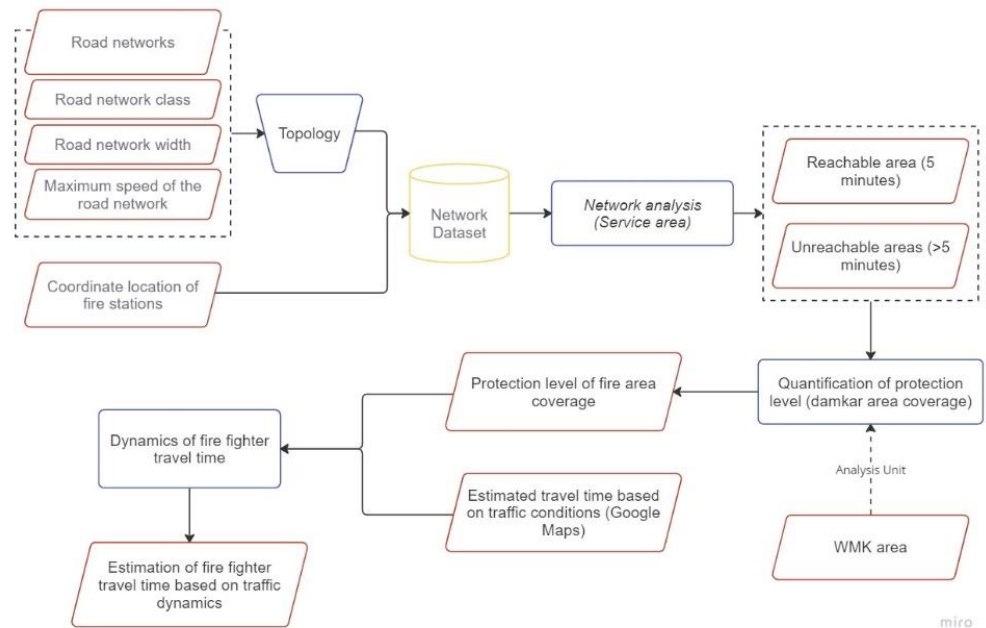 Road networks
Road network class
Road network width
Maximum speed of the
road network
Topology
Coordinate location of
fire stations
Network
Dataset
Network analysis
(Service area)
Reachable area (5
minutes)
Unreachable areas (>5
minutes)
Quantification of protection
level (damkar area coverage)
Analysis Unit
WMK area
Protection level of fire area
coverage
Estimated travel time based
on traffic conditions (Google
Maps)
Dynamics of fire fighter
travel time
Estimation of fire fighter
travel time based on traffic
dynamics
miro